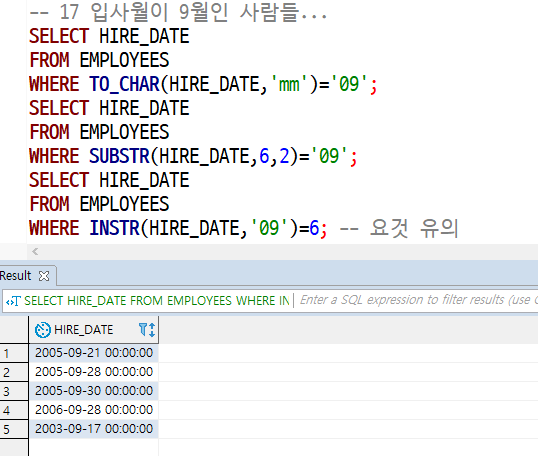 -- 17 입사월이 9월인 사람들...
SELECT HIRE_DATE
FROM EMPLOYEES
WHERE TO_CHAR(HIRE_DATE,'mm')='09';
SELECT HIRE_DATE
FROM EMPLOYEES
WHERE SUBSTR(HIRE_DATE,6,2)='09';
SELECT HIRE_DATE
FROM EMPLOYEES
WHERE INSTR(HIRE_DATE,'09')=6; -- 요것 유의
Result
SELECT HIRE_DATE FROM EMPLOYEES WHERE IN Enter a SQL expression to filter results (use C
HIRE_DATE
1 2005-09-21 00:00:00
2 2005-09-28 00:00:00
3 2005-09-30 00:00:00
4 2006-09-28 00:00:00
5 2003-09-17 00:00:00